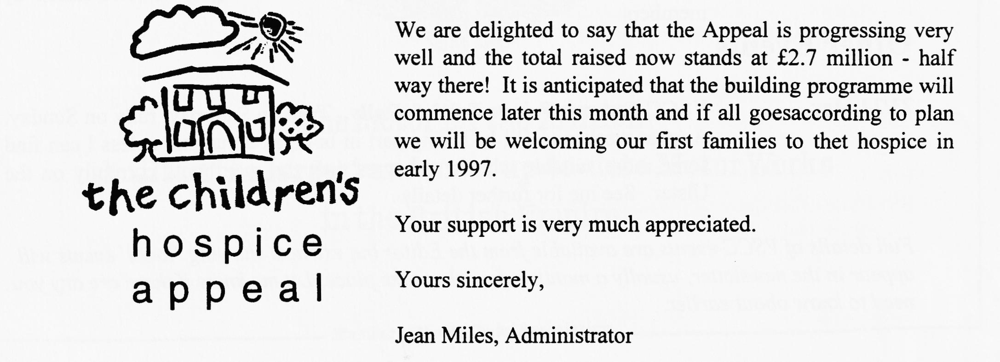 the children's
hospice
appeal
We are delighted to say that the Appeal is progressing very
well and the total raised now stands at £2.7 million - half
way there! It is anticipated that the building programme will
commence later this month and if all goesaccording to plan
we will be welcoming our first families to thet hospice in
early 1997.
Your support is very much appreciated.
Yours sincerely,
Jean Miles, Administrator